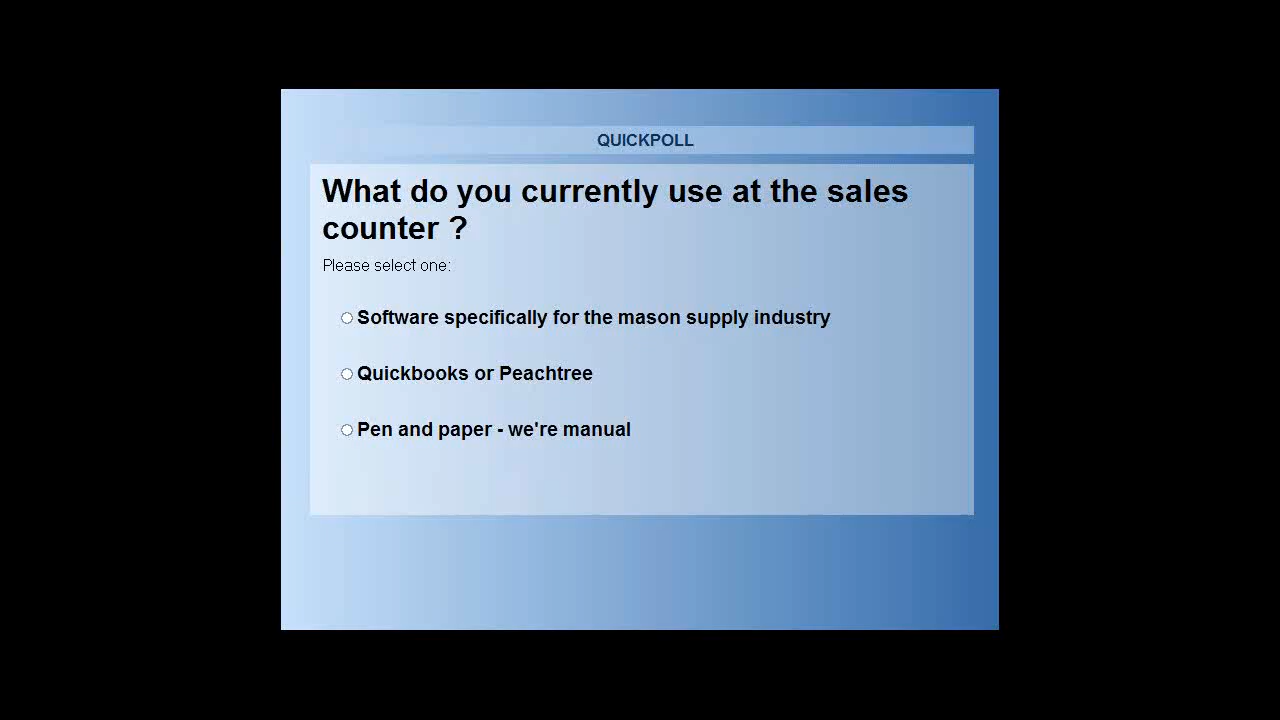 QUICKPOLL
What do you currently use at the sales
counter ?
Please select one:
Software specifically for the mason supply industry
Quickbooks or Peachtree
Pen and paper - we're manual